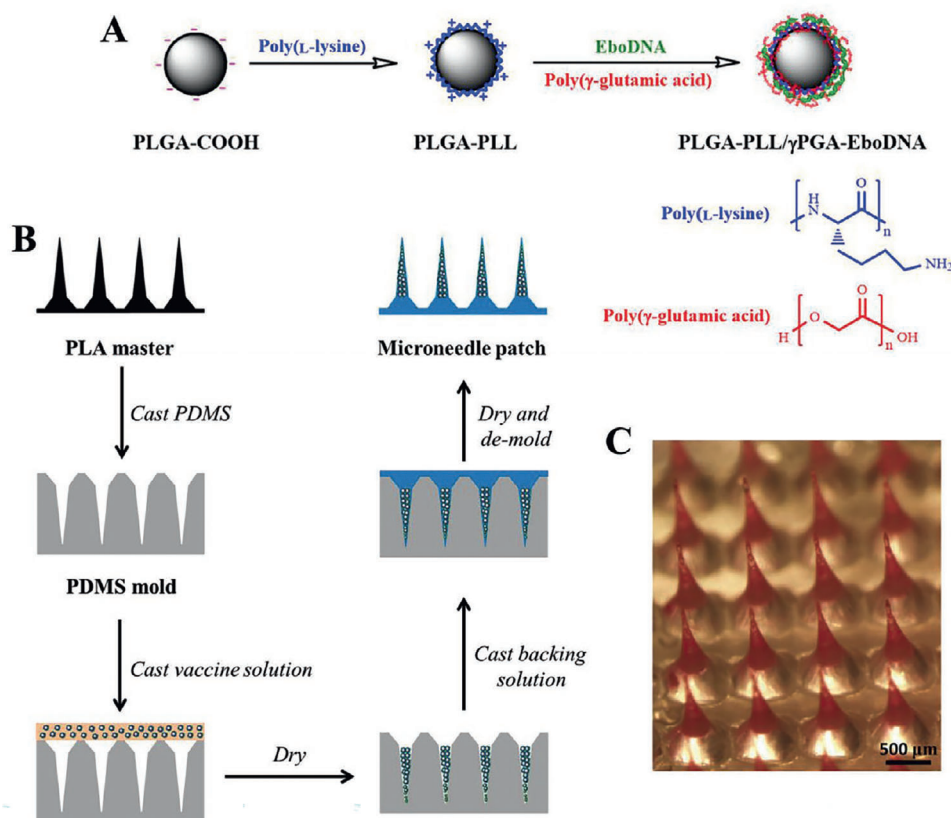 A
Poly(L-lysine)
EboDNA
Poly(γ-glutamic acid)
PLGA-COOH
PLGA-PLL
PLGA-PLL/γPGA-EboDNA
Poly(L-lysine)
H
N
O
n
NH₂
Poly(γ-glutamic acid)
H
O
O
n
OH
B
PLA master
Microneedle patch
Cast PDMS
Dry and
de-mold
PDMS mold
Cast vaccine solution
Cast backing
solution
Dry
C
500 µm